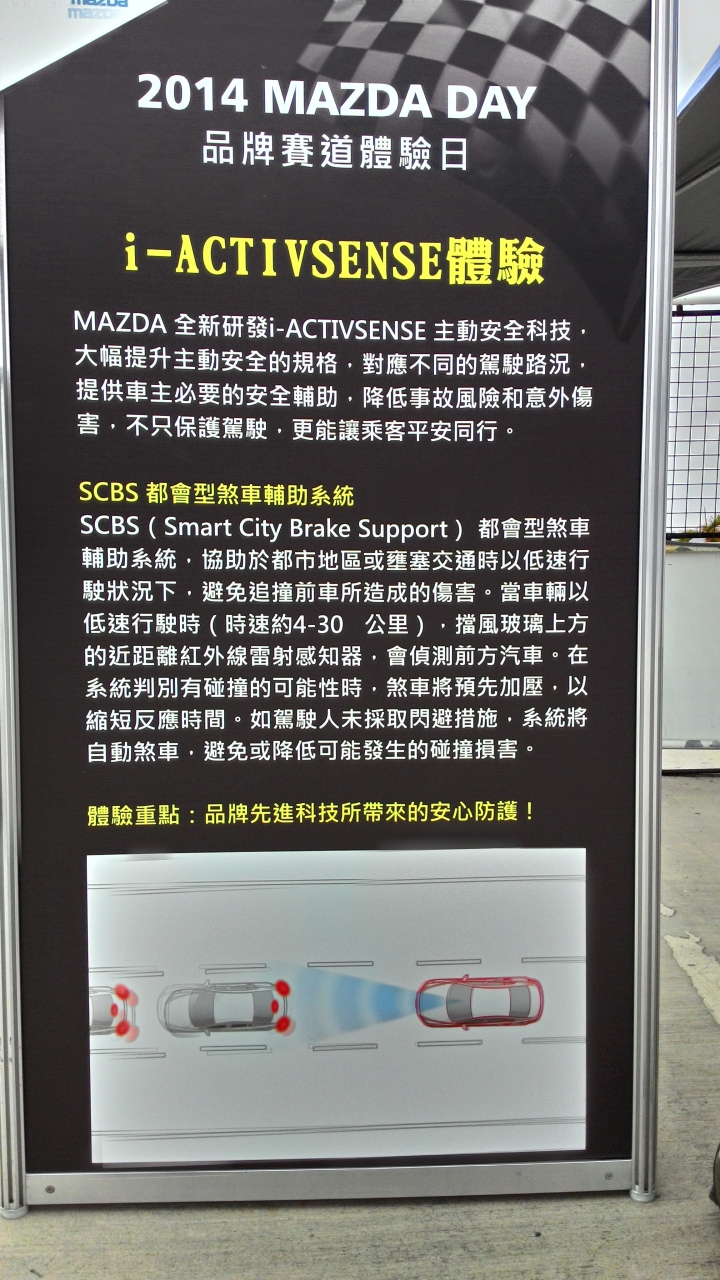 mazda
mazda
2014 MAZDA DAY
品牌賽道體驗日
i-ACTIVSENSE體驗
MAZDA 全新研發i-ACTIVSENSE 主動安全科技，
大幅提升主動安全的規格，對應不同的駕駛路況，
提供車主必要的安全輔助，降低事故風險和意外傷
害，不只保護駕駛，更能讓乘客平安同行。
SCBS 都會型煞車輔助系統
SCBS（Smart City Brake Support） 都會型煞車
輔助系統，協助於都市地區或壅塞交通時以低速行
駛狀況下，避免追撞前車所造成的傷害。當車輛以
低速行駛時（時速約4-30　公里），擋風玻璃上方
的近距離紅外線雷射感知器，會偵測前方汽車。在
系統判別有碰撞的可能性時，煞車將預先加壓，以
縮短反應時間。如駕駛人未採取閃避措施，系統將
自動煞車，避免或降低可能發生的碰撞損害。
體驗重點：品牌先進科技所帶來的安心防護！